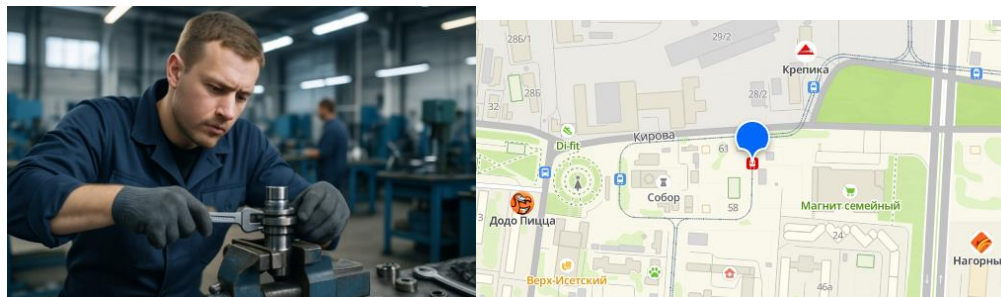 29/2
28Б/1
Крепика
28Б
28/2
32
Кирова
Di-fit
61
Собор
58
Магнит семейный
Додо Пицца
24
Нагорны
Верх-Исетский
46а